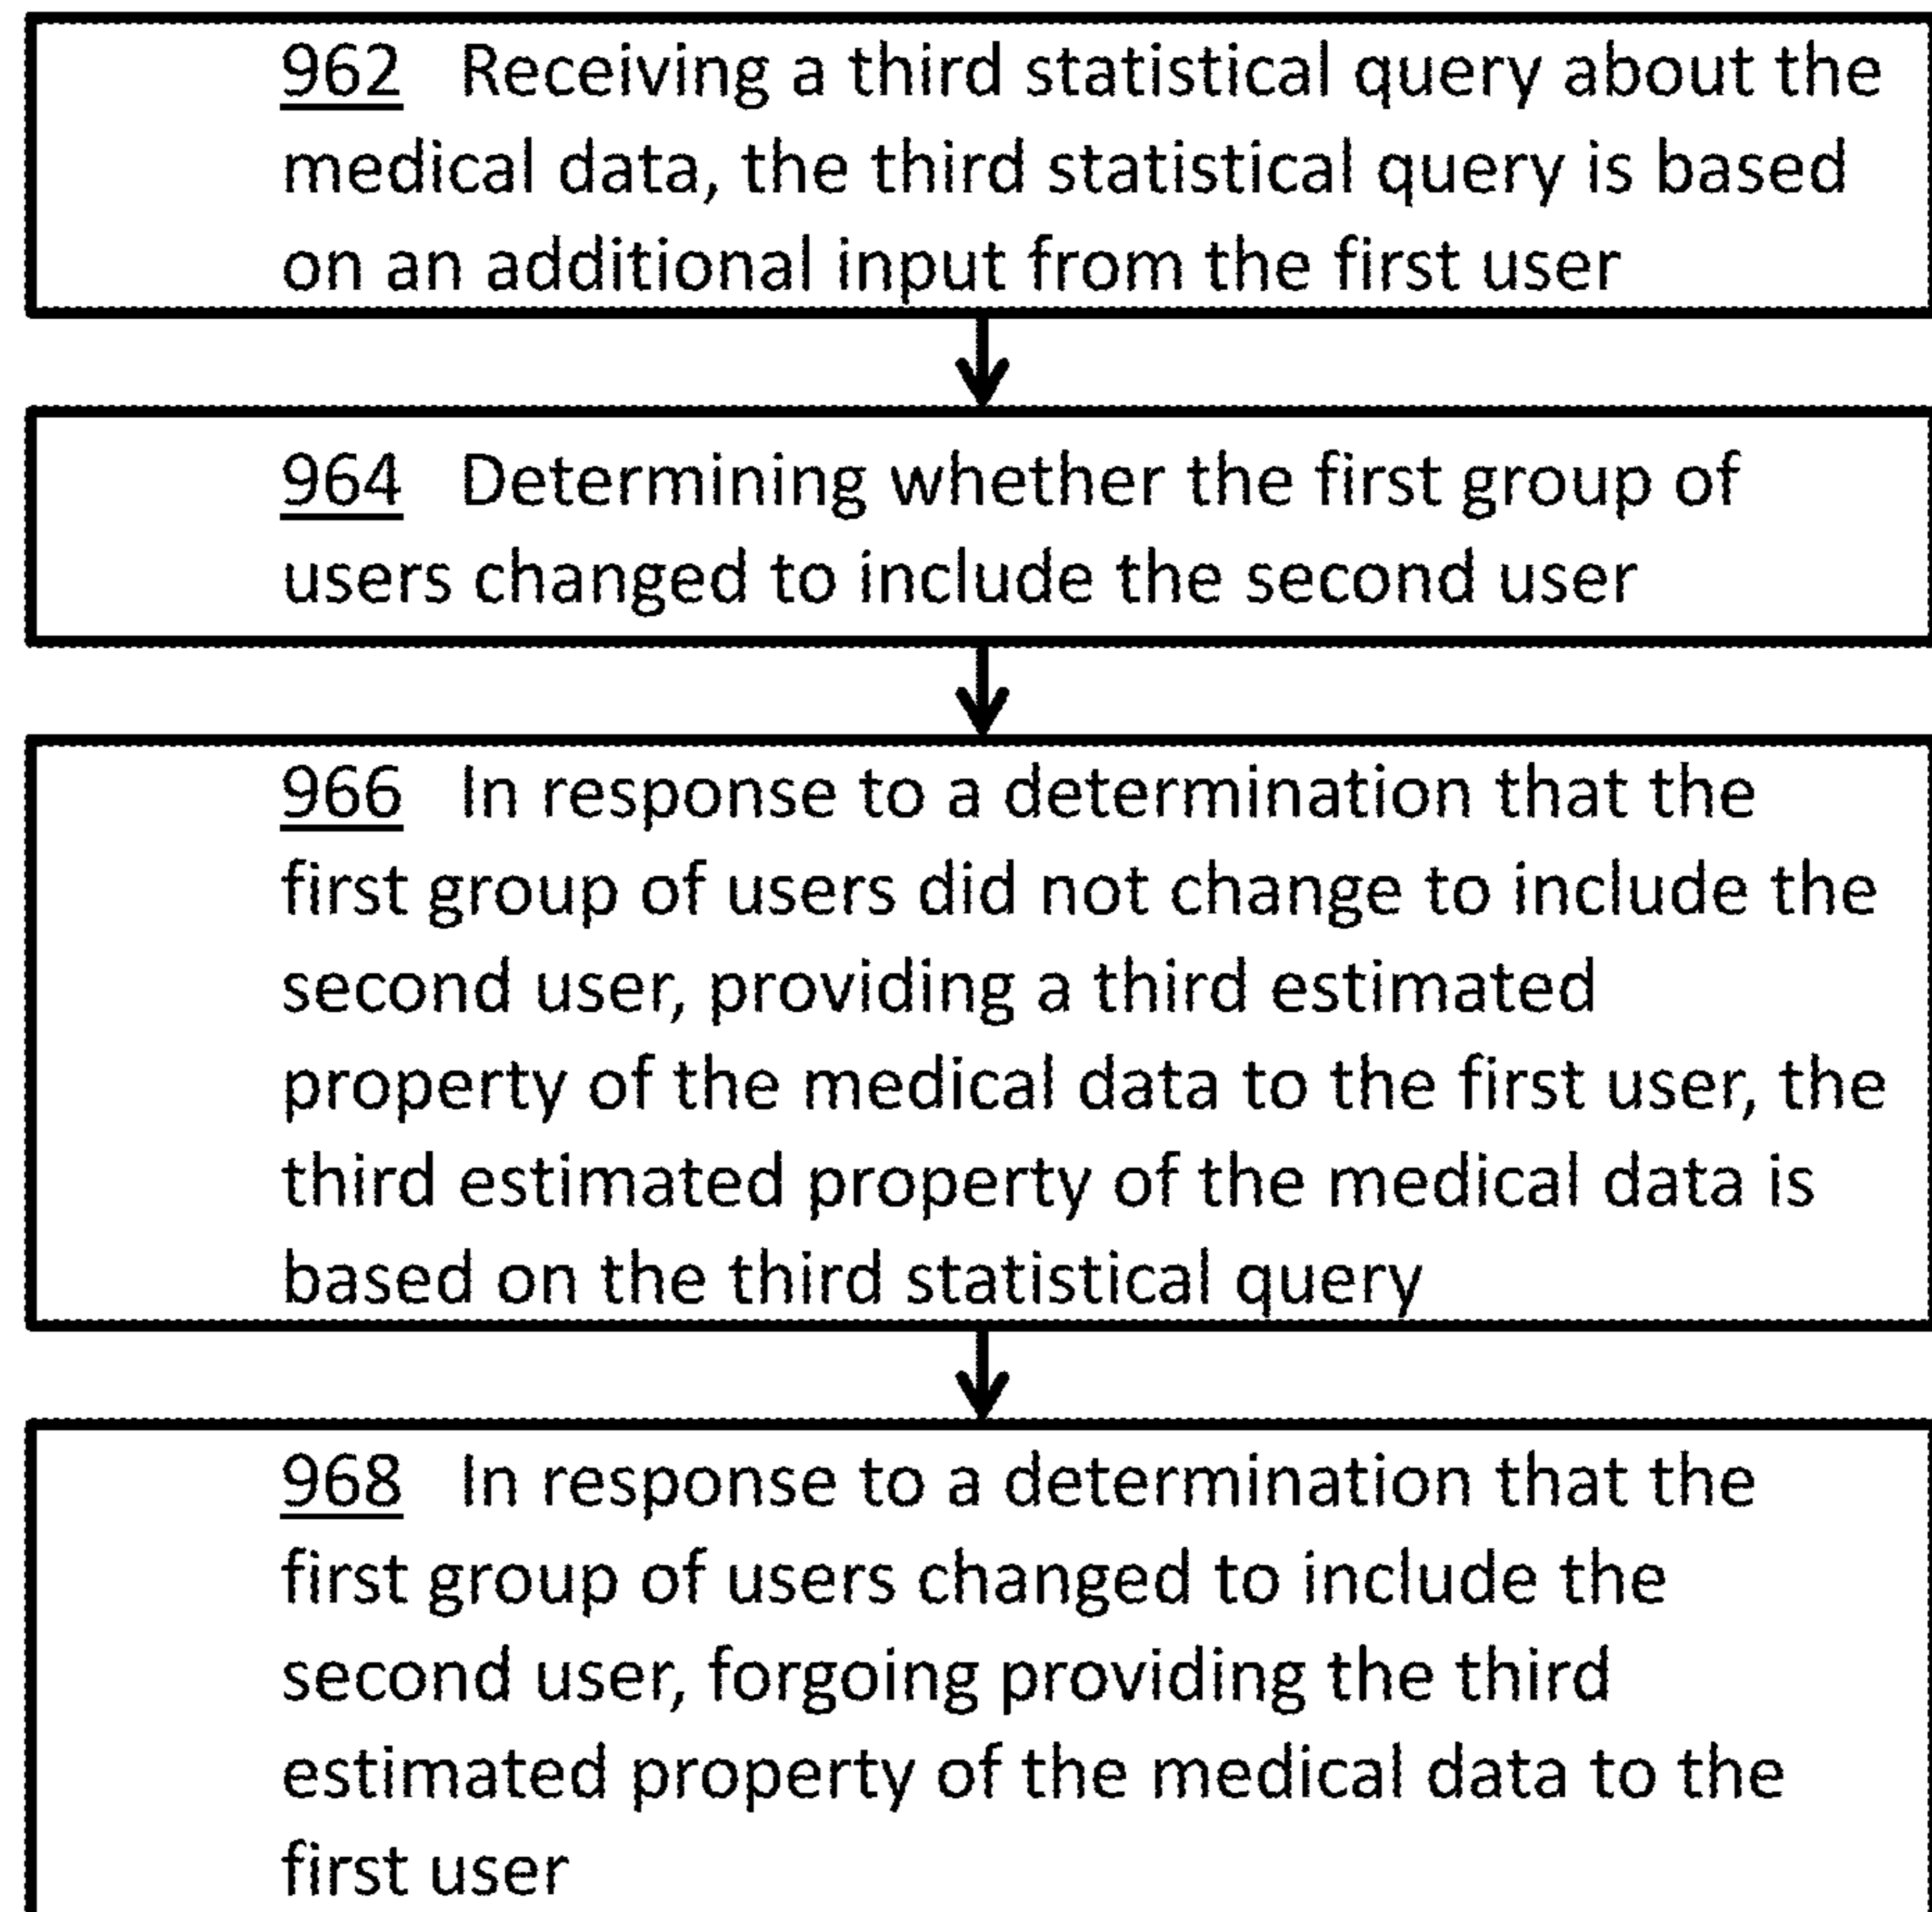 962 Receiving a third statistical query about the
medical data, the third statistical query is based
on an additional input from the first user
964 Determining whether the first group of
users changed to include the second user
966 In response to a determination that the
first group of users did not change to include the
second user, providing a third estimated
property of the medical data to the first user, the
third estimated property of the medical data is
based on the third statistical query
968 In response to a determination that the
first group of users changed to include the
second user, forgoing providing the third
estimated property of the medical data to the
first user